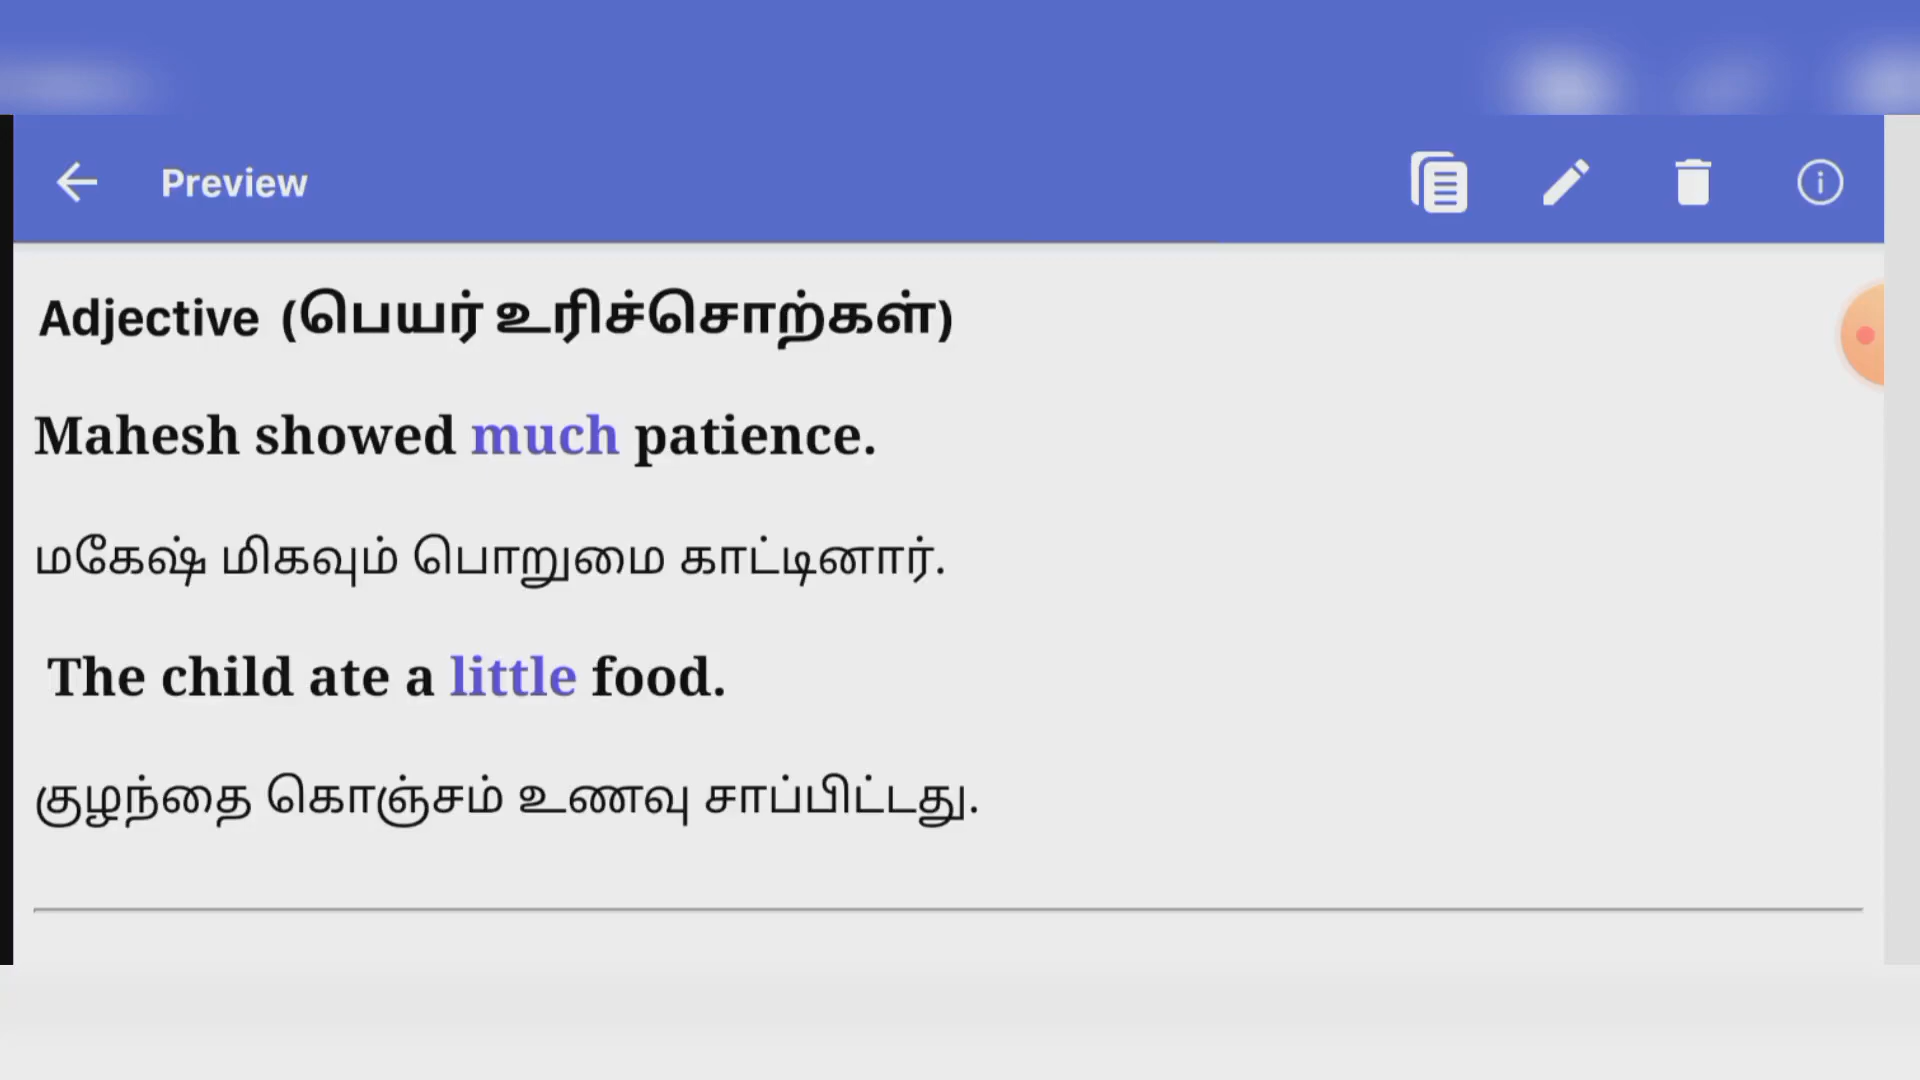 Preview
Adjective (பெயர் உரிச்சொற்கள்)
Mahesh showed much patience.
மகேஷ் மிகவும் பொறுமை காட்டினார்.
The child ate a little food.
குழந்தை கொஞ்சம் உணவு சாப்பிட்டது.